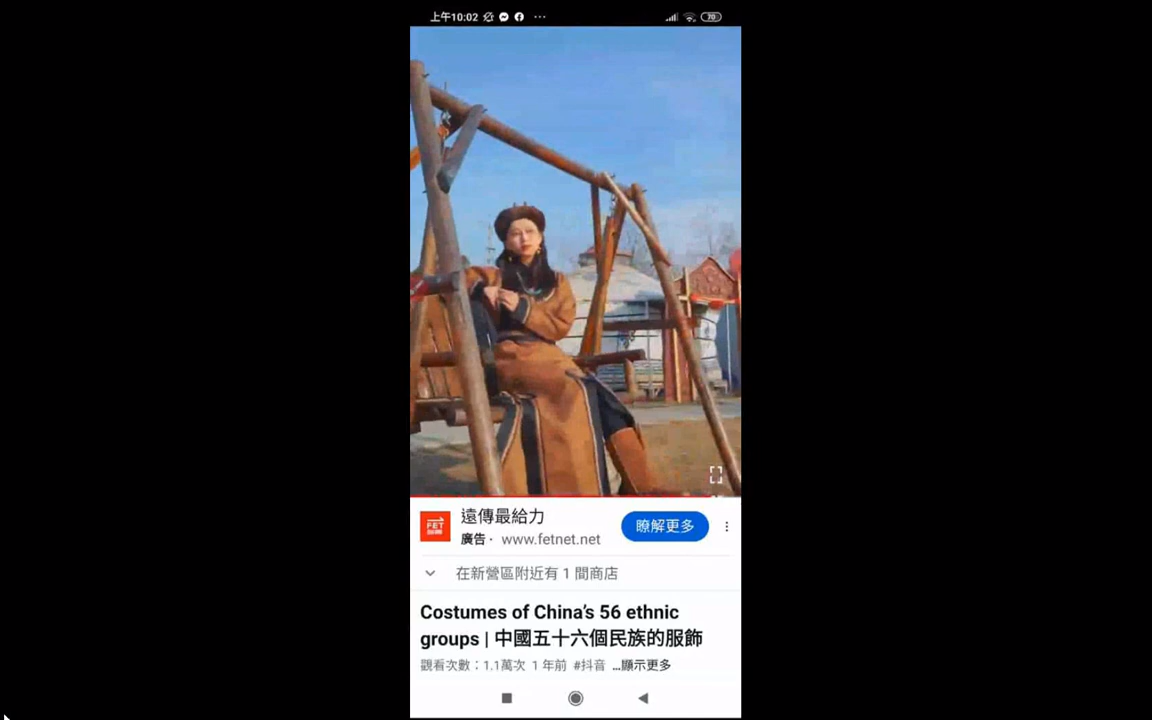 上午10:02
70
FET
遠傳最給力
廣告 · www.fetnet.net
瞭解更多
在新營區附近有 1 間商店
Costumes of China's 56 ethnic
groups | 中國五十六個民族的服飾
觀看次數：1.1萬次 1 年前 #抖音 ...顯示更多